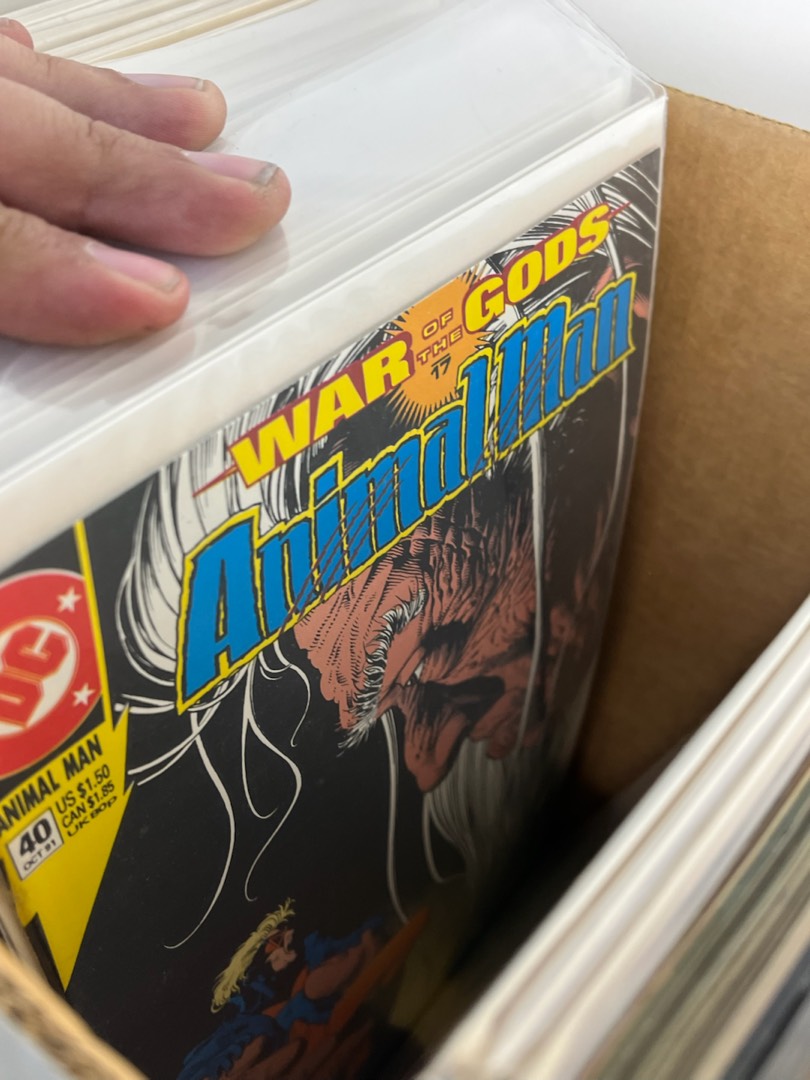 WAR OF THE GODS
17
Animal Man
DC
ANIMAL MAN
40
OCT 91
US $1.50
CAN $1.85
UK 80p